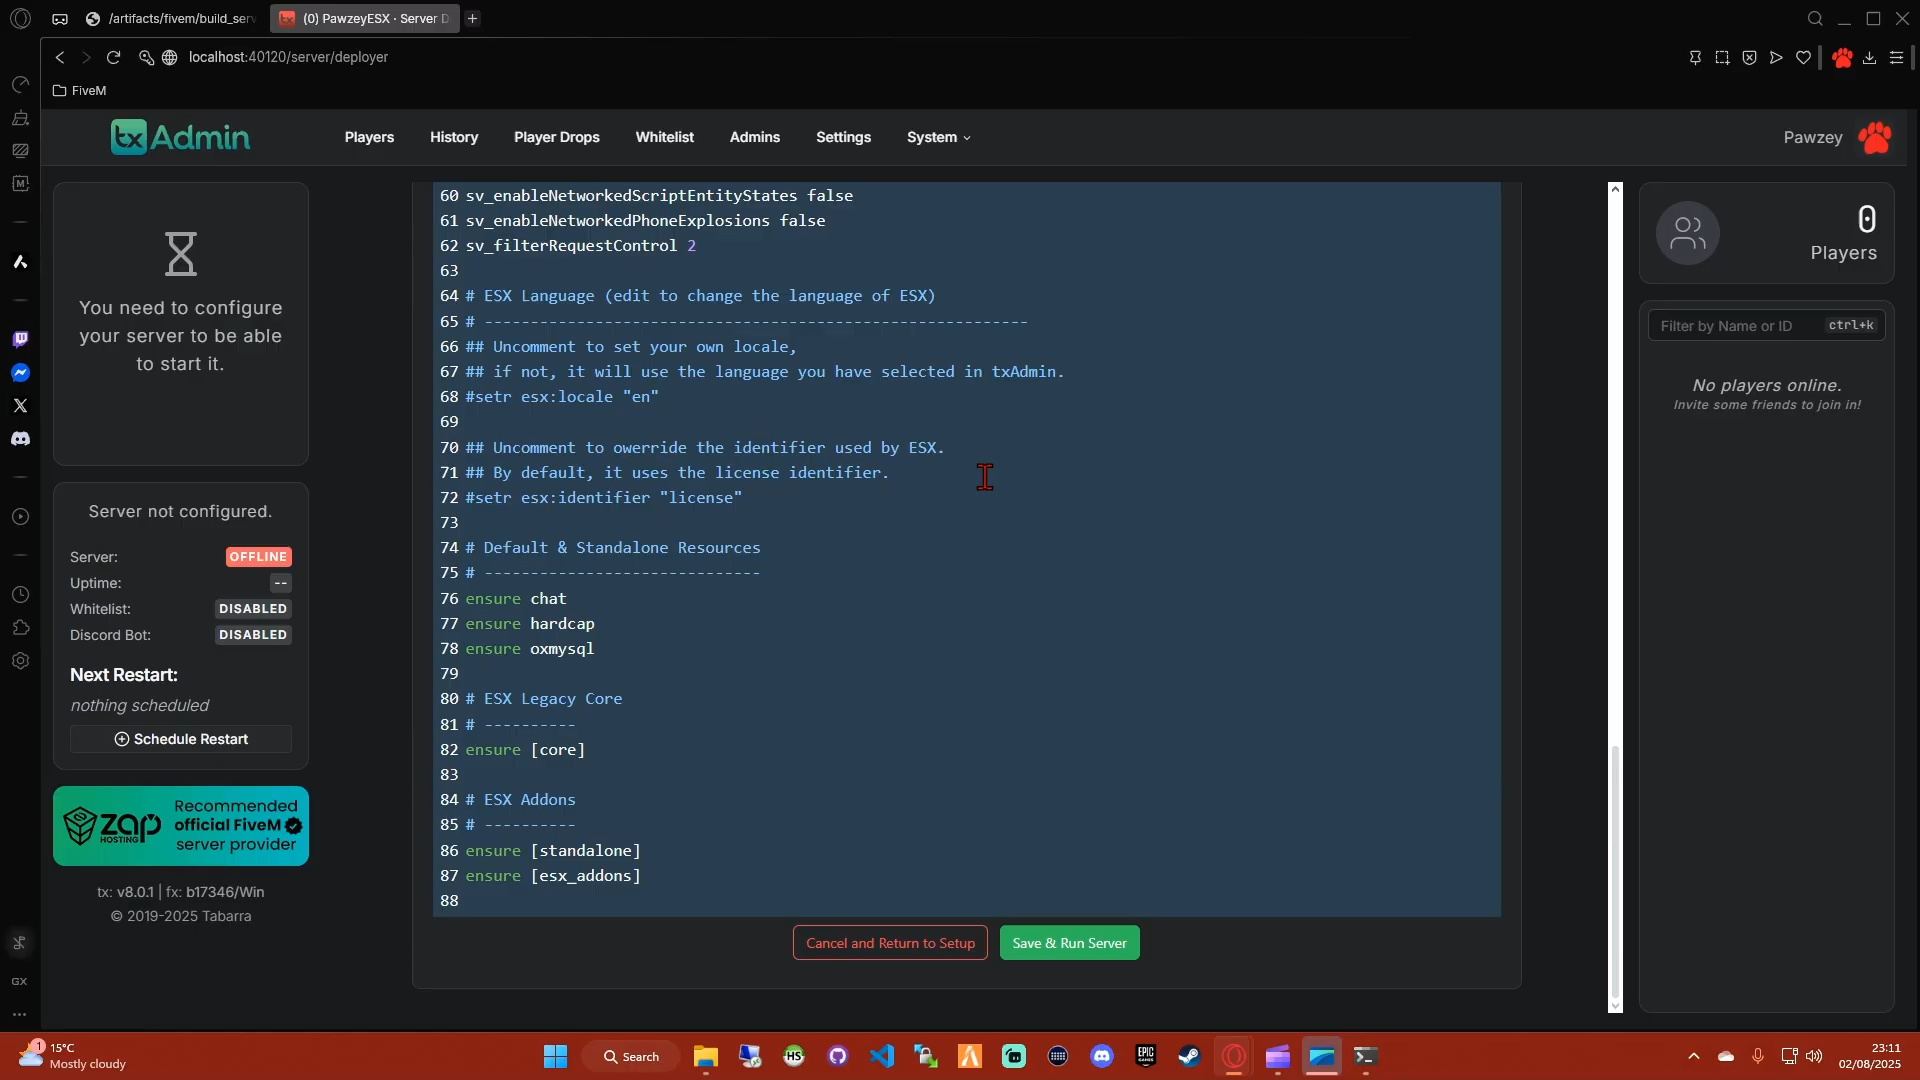 /artifacts/fivem/build_serv
(0) PawzeyESX · Server D
localhost:40120/server/deployer
FiveM
tx Admin
Players
History
Player Drops
Whitelist
Admins
Settings
System
Pawzey
You need to configure
your server to be able
to start it.
Server not configured.
Server: OFFLINE
Uptime: --
Whitelist: DISABLED
Discord Bot: DISABLED
Next Restart:
nothing scheduled
Schedule Restart
ZAP HOSTING
Recommended
official FiveM
server provider
tx: v8.0.1 | fx: b17346/Win
© 2019-2025 Tabarra
60 sv_enableNetworkedScriptEntityStates false
61 sv_enableNetworkedPhoneExplosions false
62 sv_filterRequestControl 2
63
64 # ESX Language (edit to change the language of ESX)
65 # -----------------------------------------------------------
66 ## Uncomment to set your own locale,
67 ## if not, it will use the language you have selected in txAdmin.
68 #setr esx:locale "en"
69
70 ## Uncomment to owerride the identifier used by ESX.
71 ## By default, it uses the license identifier.
72 #setr esx:identifier "license"
73
74 # Default & Standalone Resources
75 # ------------------------------
76 ensure chat
77 ensure hardcap
78 ensure oxmysql
79
80 # ESX Legacy Core
81 # ----------
82 ensure [core]
83
84 # ESX Addons
85 # ----------
86 ensure [standalone]
87 ensure [esx_addons]
88
Cancel and Return to Setup
Save & Run Server
0
Players
Filter by Name or ID ctrl+k
No players online.
Invite some friends to join in!
GX
1
15°C
Mostly cloudy
Search
HS
EPIC GAMES
23:11
02/08/2025